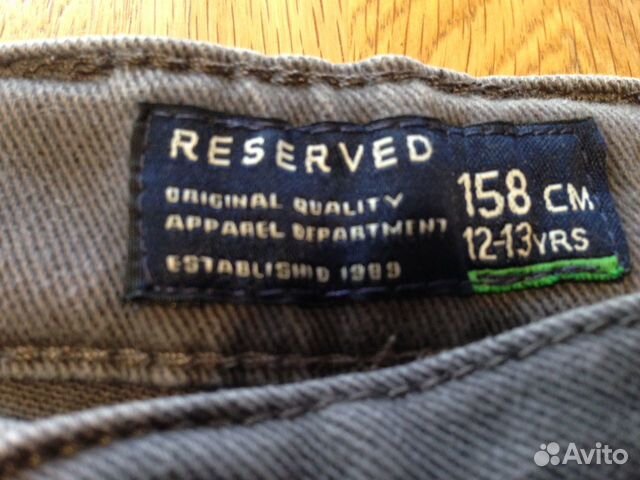 RESERVED
ORIGINAL QUALITY
APPAREL DEPARTMENT
ESTABLISHED 1999
158 CM
12-13 YRS
Avito